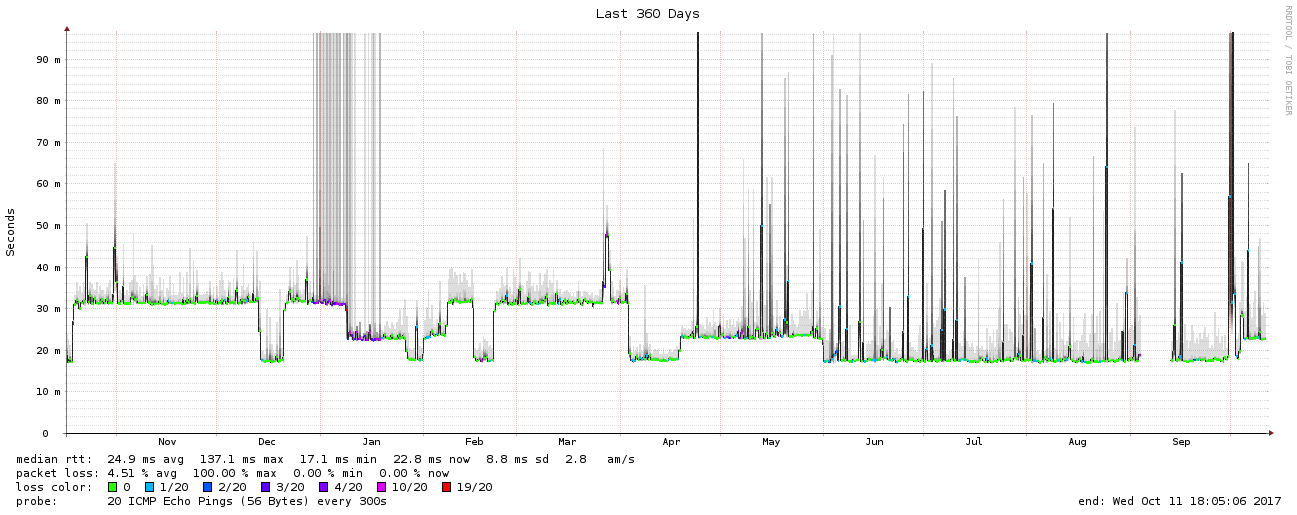 Last 360 Days
RRDTOOL / TOBI OETIKER
Seconds
90 m
80 m
70 m
60 m
50 m
40 m
30 m
20 m
10 m
0
Nov Dec Jan Feb Mar Apr May Jun Jul Aug Sep
median rtt: 24.9 ms avg 137.1 ms max 17.1 ms min 22.8 ms now 8.8 ms sd 2.8 am/s
packet loss: 4.51 % avg 100.00 % max 0.00 % min 0.00 % now
loss color: 0 1/20 2/20 3/20 4/20 10/20 19/20
probe: 20 ICMP Echo Pings (56 Bytes) every 300s end: Wed Oct 11 18:05:06 2017